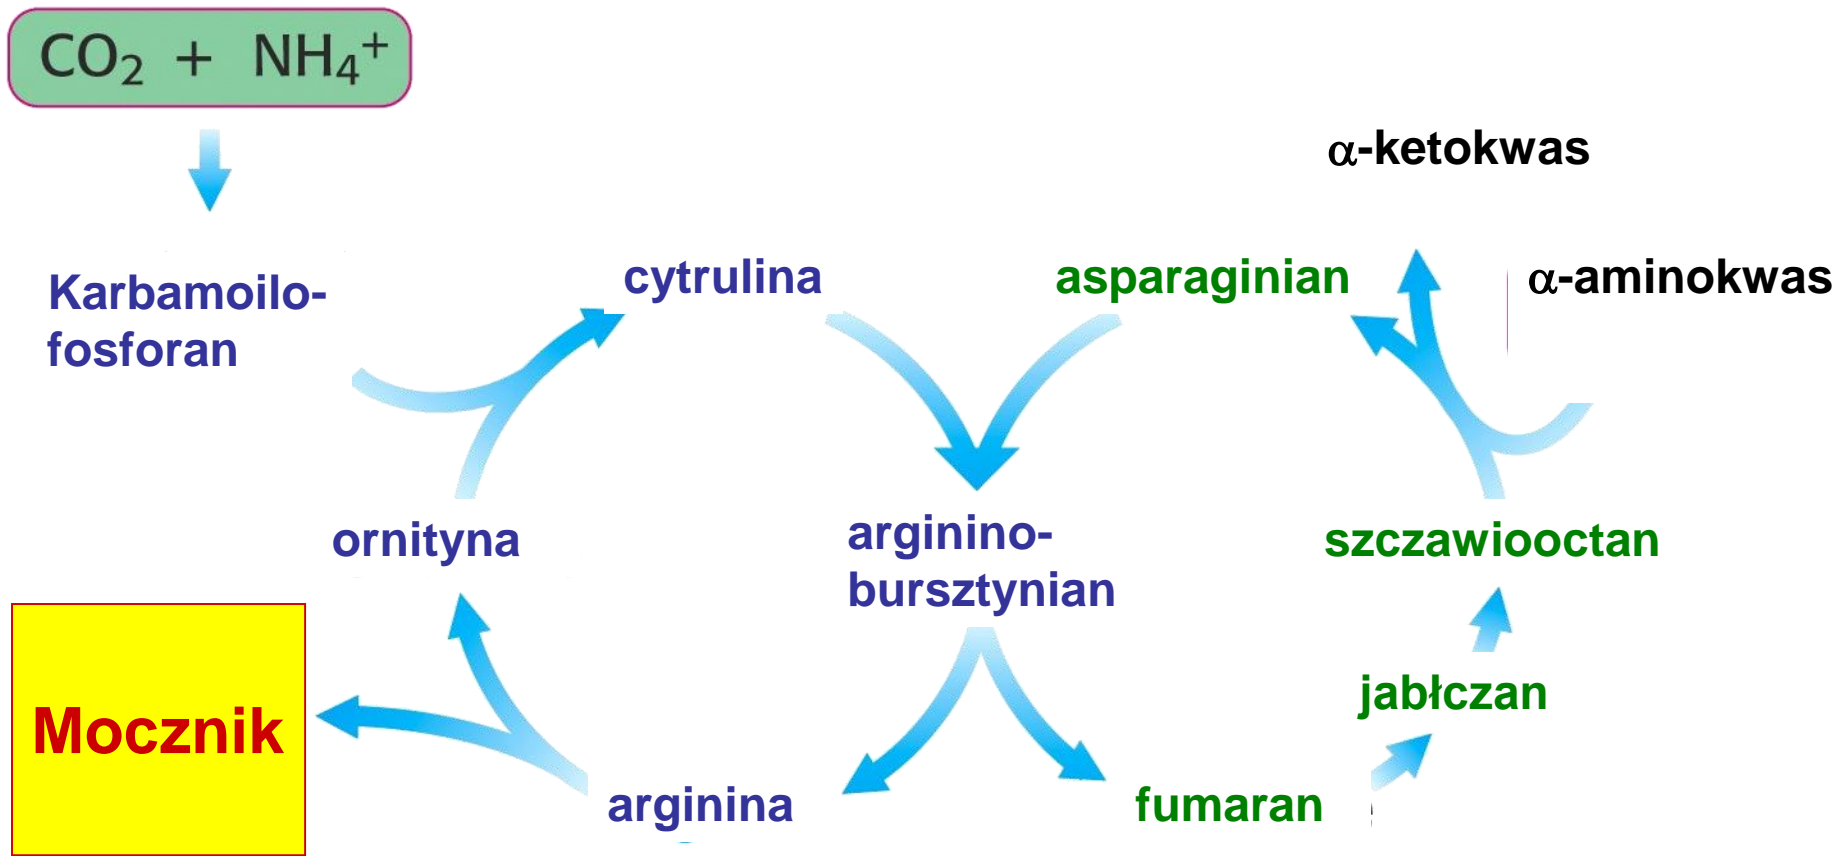 CO₂ + NH₄⁺
α-ketokwas
Karbamoilo-
fosforan
cytrulina
asparaginian
α-aminokwas
ornityna
arginino-
bursztynian
szczawiooctan
Mocznik
jabłczan
arginina
fumaran